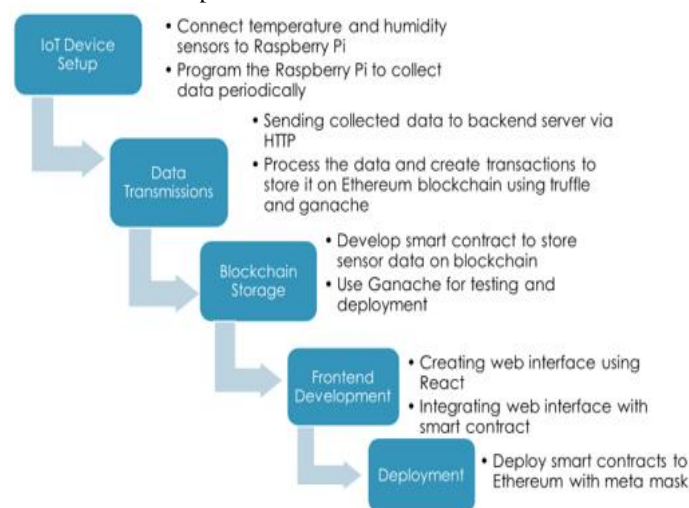 IoT Device
Setup
• Connect temperature and humidity
sensors to Raspberry Pi
• Program the Raspberry Pi to collect
data periodically
Data
Transmissions
• Sending collected data to backend server via
HTTP
• Process the data and create transactions to
store it on Ethereum blockchain using truffle
and ganache
Blockchain
Storage
• Develop smart contract to store
sensor data on blockchain
• Use Ganache for testing and
deployment
Frontend
Development
• Creating web interface using
React
• Integrating web interface with
smart contract
Deployment
• Deploy smart contracts to
Ethereum with meta mask